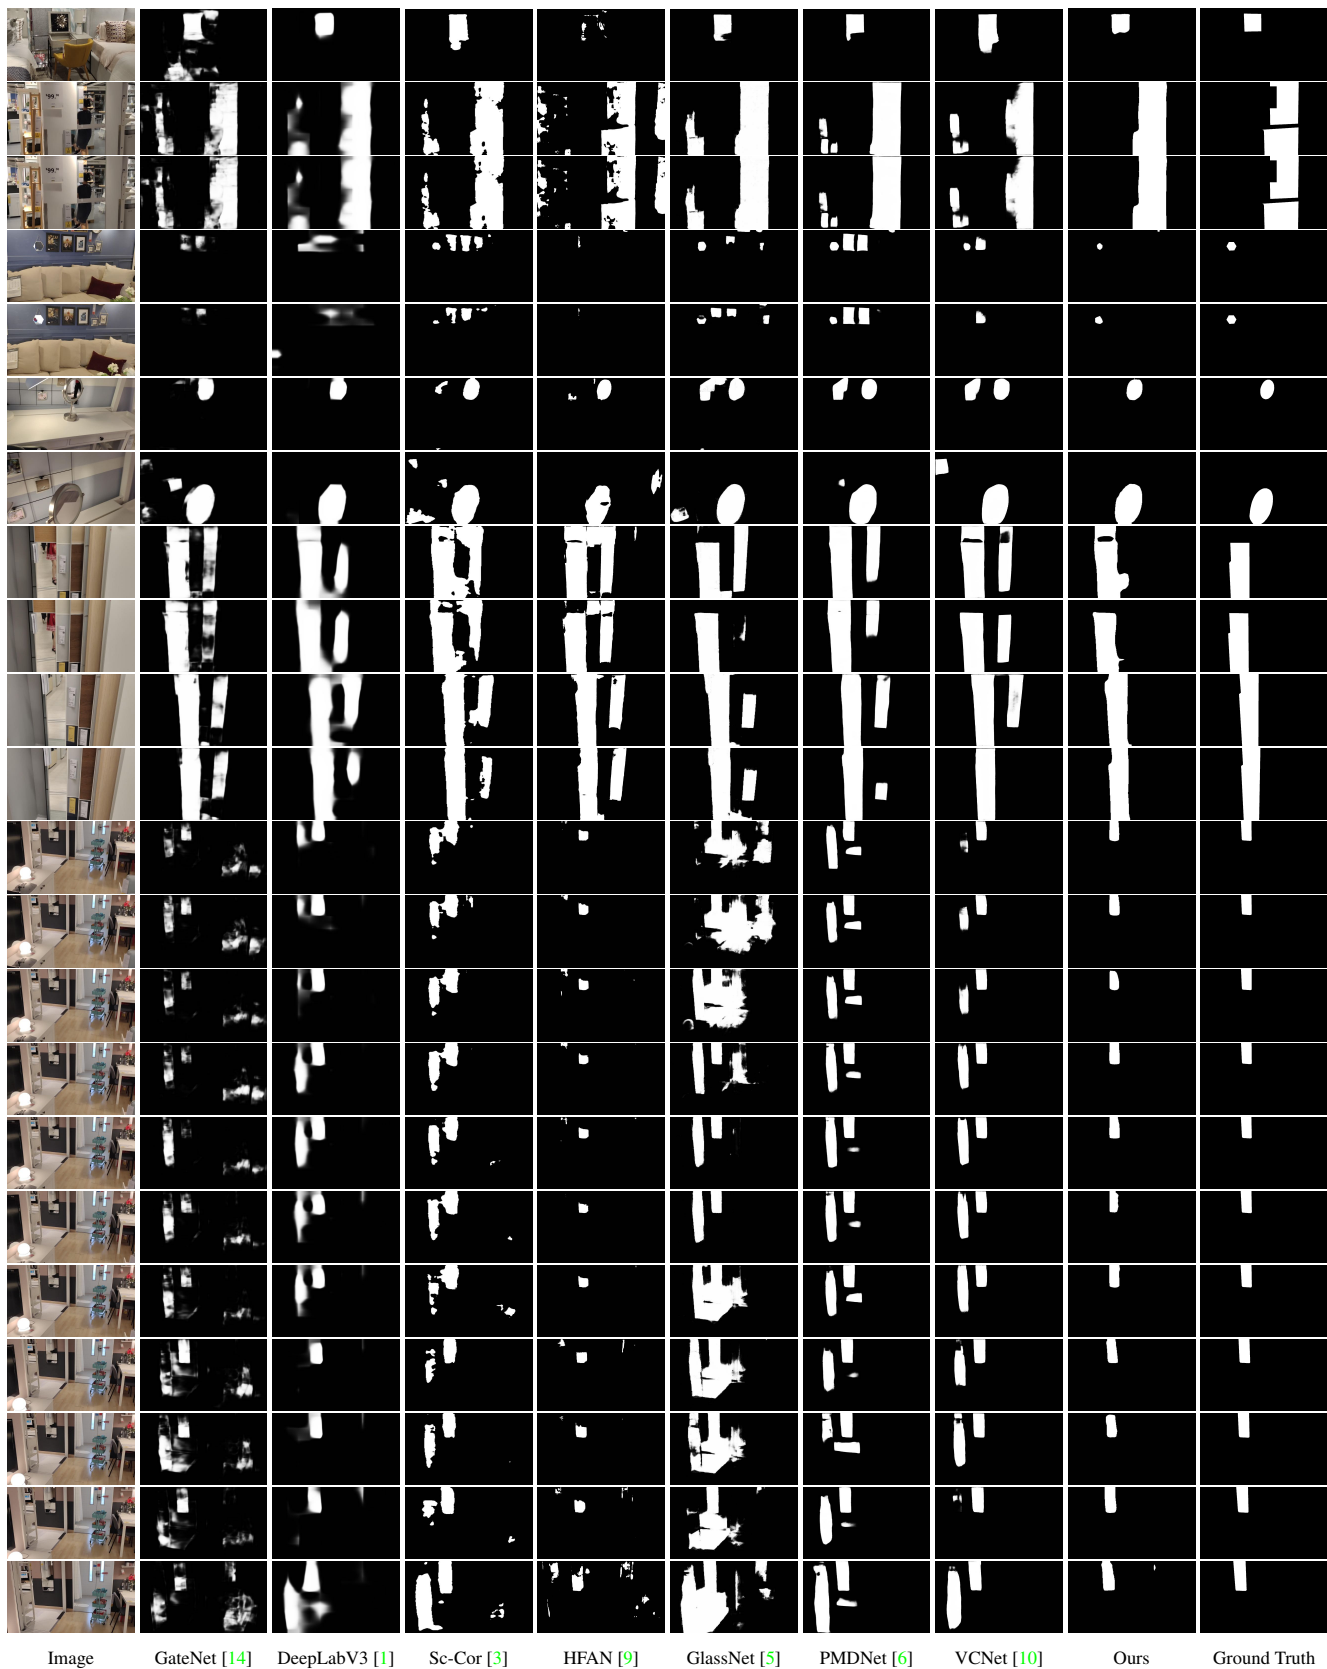 Image GateNet [14] DeepLabV3 [1] Sc-Cor [3] HFAN [9] GlassNet [5] PMDNet [6] VCNet [10] Ours Ground Truth